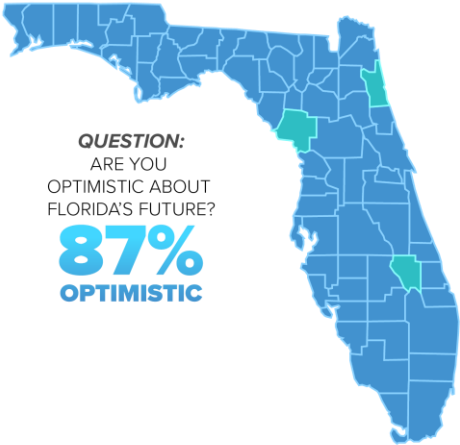 QUESTION:
ARE YOU
OPTIMISTIC ABOUT
FLORIDA'S FUTURE?
87%
OPTIMISTIC